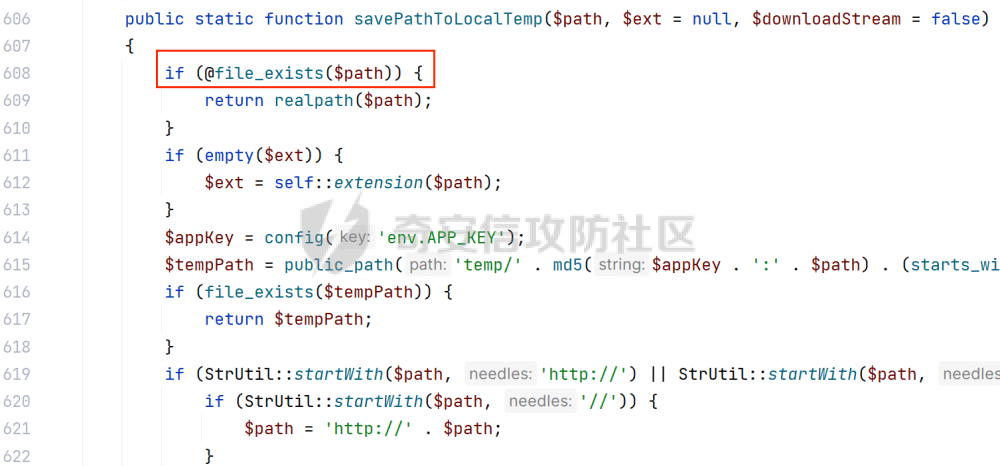 606 public static function savePathToLocalTemp($path, $ext = null, $downloadStream = false)
607 {
608 if (@file_exists($path)) {
609 return realpath($path);
610 }
611 if (empty($ext)) {
612 $ext = self::extension($path);
613 }
614 $appKey = config( key: 'env.APP_KEY');
615 $tempPath = public_path( path: 'temp/' . md5( string: $appKey . ':' . $path) . (starts_wi
616 if (file_exists($tempPath)) {
617 return $tempPath;
618 }
619 if (StrUtil::startWith($path, needles: 'http://') || StrUtil::startWith($path, needles:
620 if (StrUtil::startWith($path, needles: '//')) {
621 $path = 'http://' . $path;
622 }
奇安信攻防社区